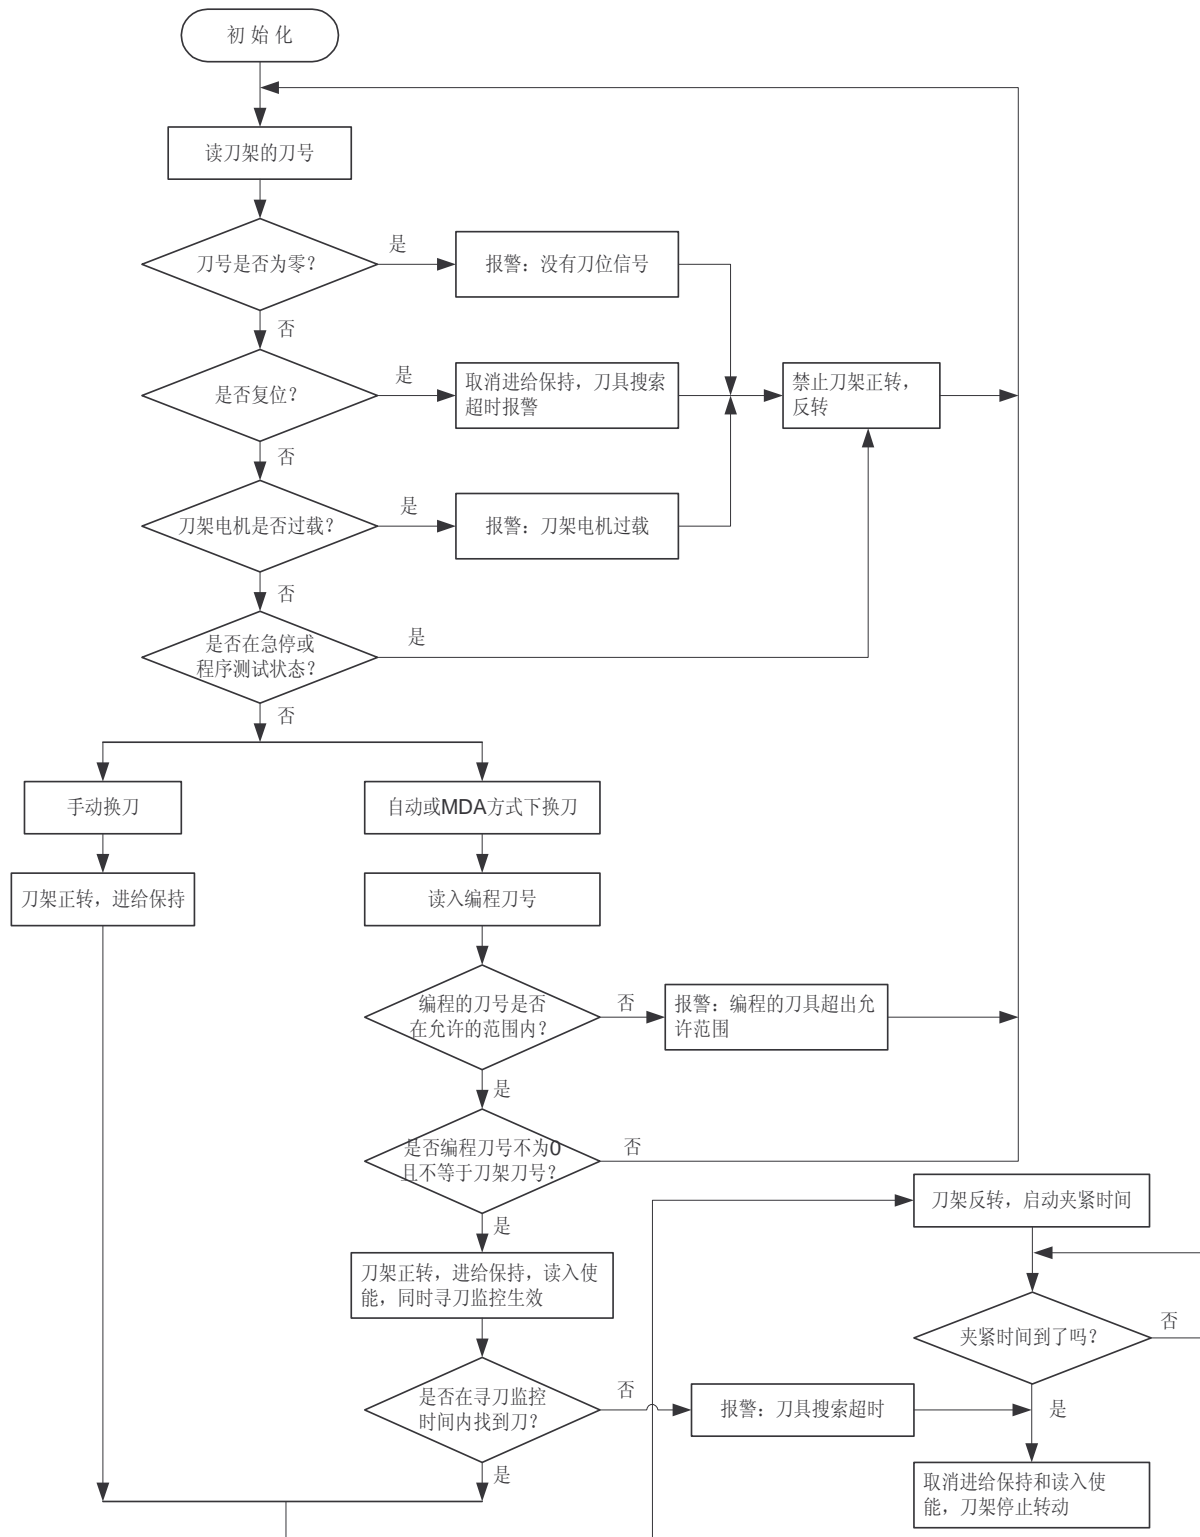 初 始 化
读刀架的刀号
刀号是否为零？
是
报警：没有刀位信号
否
是否复位？
是
取消进给保持，刀具搜索
超时报警
禁止刀架正转，
反转
否
刀架电机是否过载？
是
报警：刀架电机过载
否
是否在急停或
程序测试状态？
是
否
手动换刀
自动或MDA方式下换刀
刀架正转，进给保持
读入编程刀号
编程的刀号是否
在允许的范围内？
否
报警：编程的刀具超出允
许范围
是
是否编程刀号不为0
且不等于刀架刀号？
否
是
刀架反转，启动夹紧时间
刀架正转，进给保持，读入使
能，同时寻刀监控生效
夹紧时间到了吗？
否
是否在寻刀监控
时间内找到刀？
否
报警：刀具搜索超时
是
是
取消进给保持和读入使
能，刀架停止转动